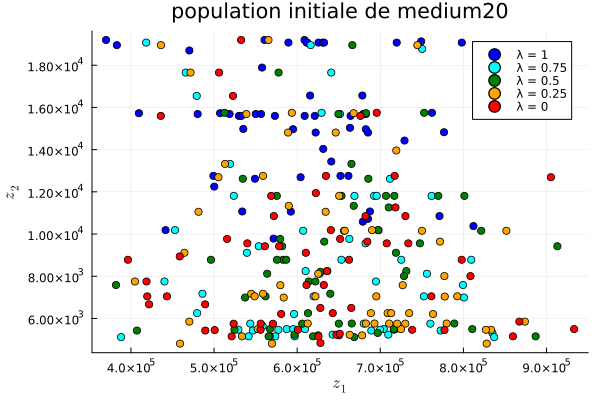 population initiale de medium20
λ = 1
λ = 0.75
λ = 0.5
λ = 0.25
λ = 0
1.80×10⁴
1.60×10⁴
1.40×10⁴
1.20×10⁴
1.00×10⁴
8.00×10³
6.00×10³
z₂
4.0×10⁵ 5.0×10⁵ 6.0×10⁵ 7.0×10⁵ 8.0×10⁵ 9.0×10⁵
z₁